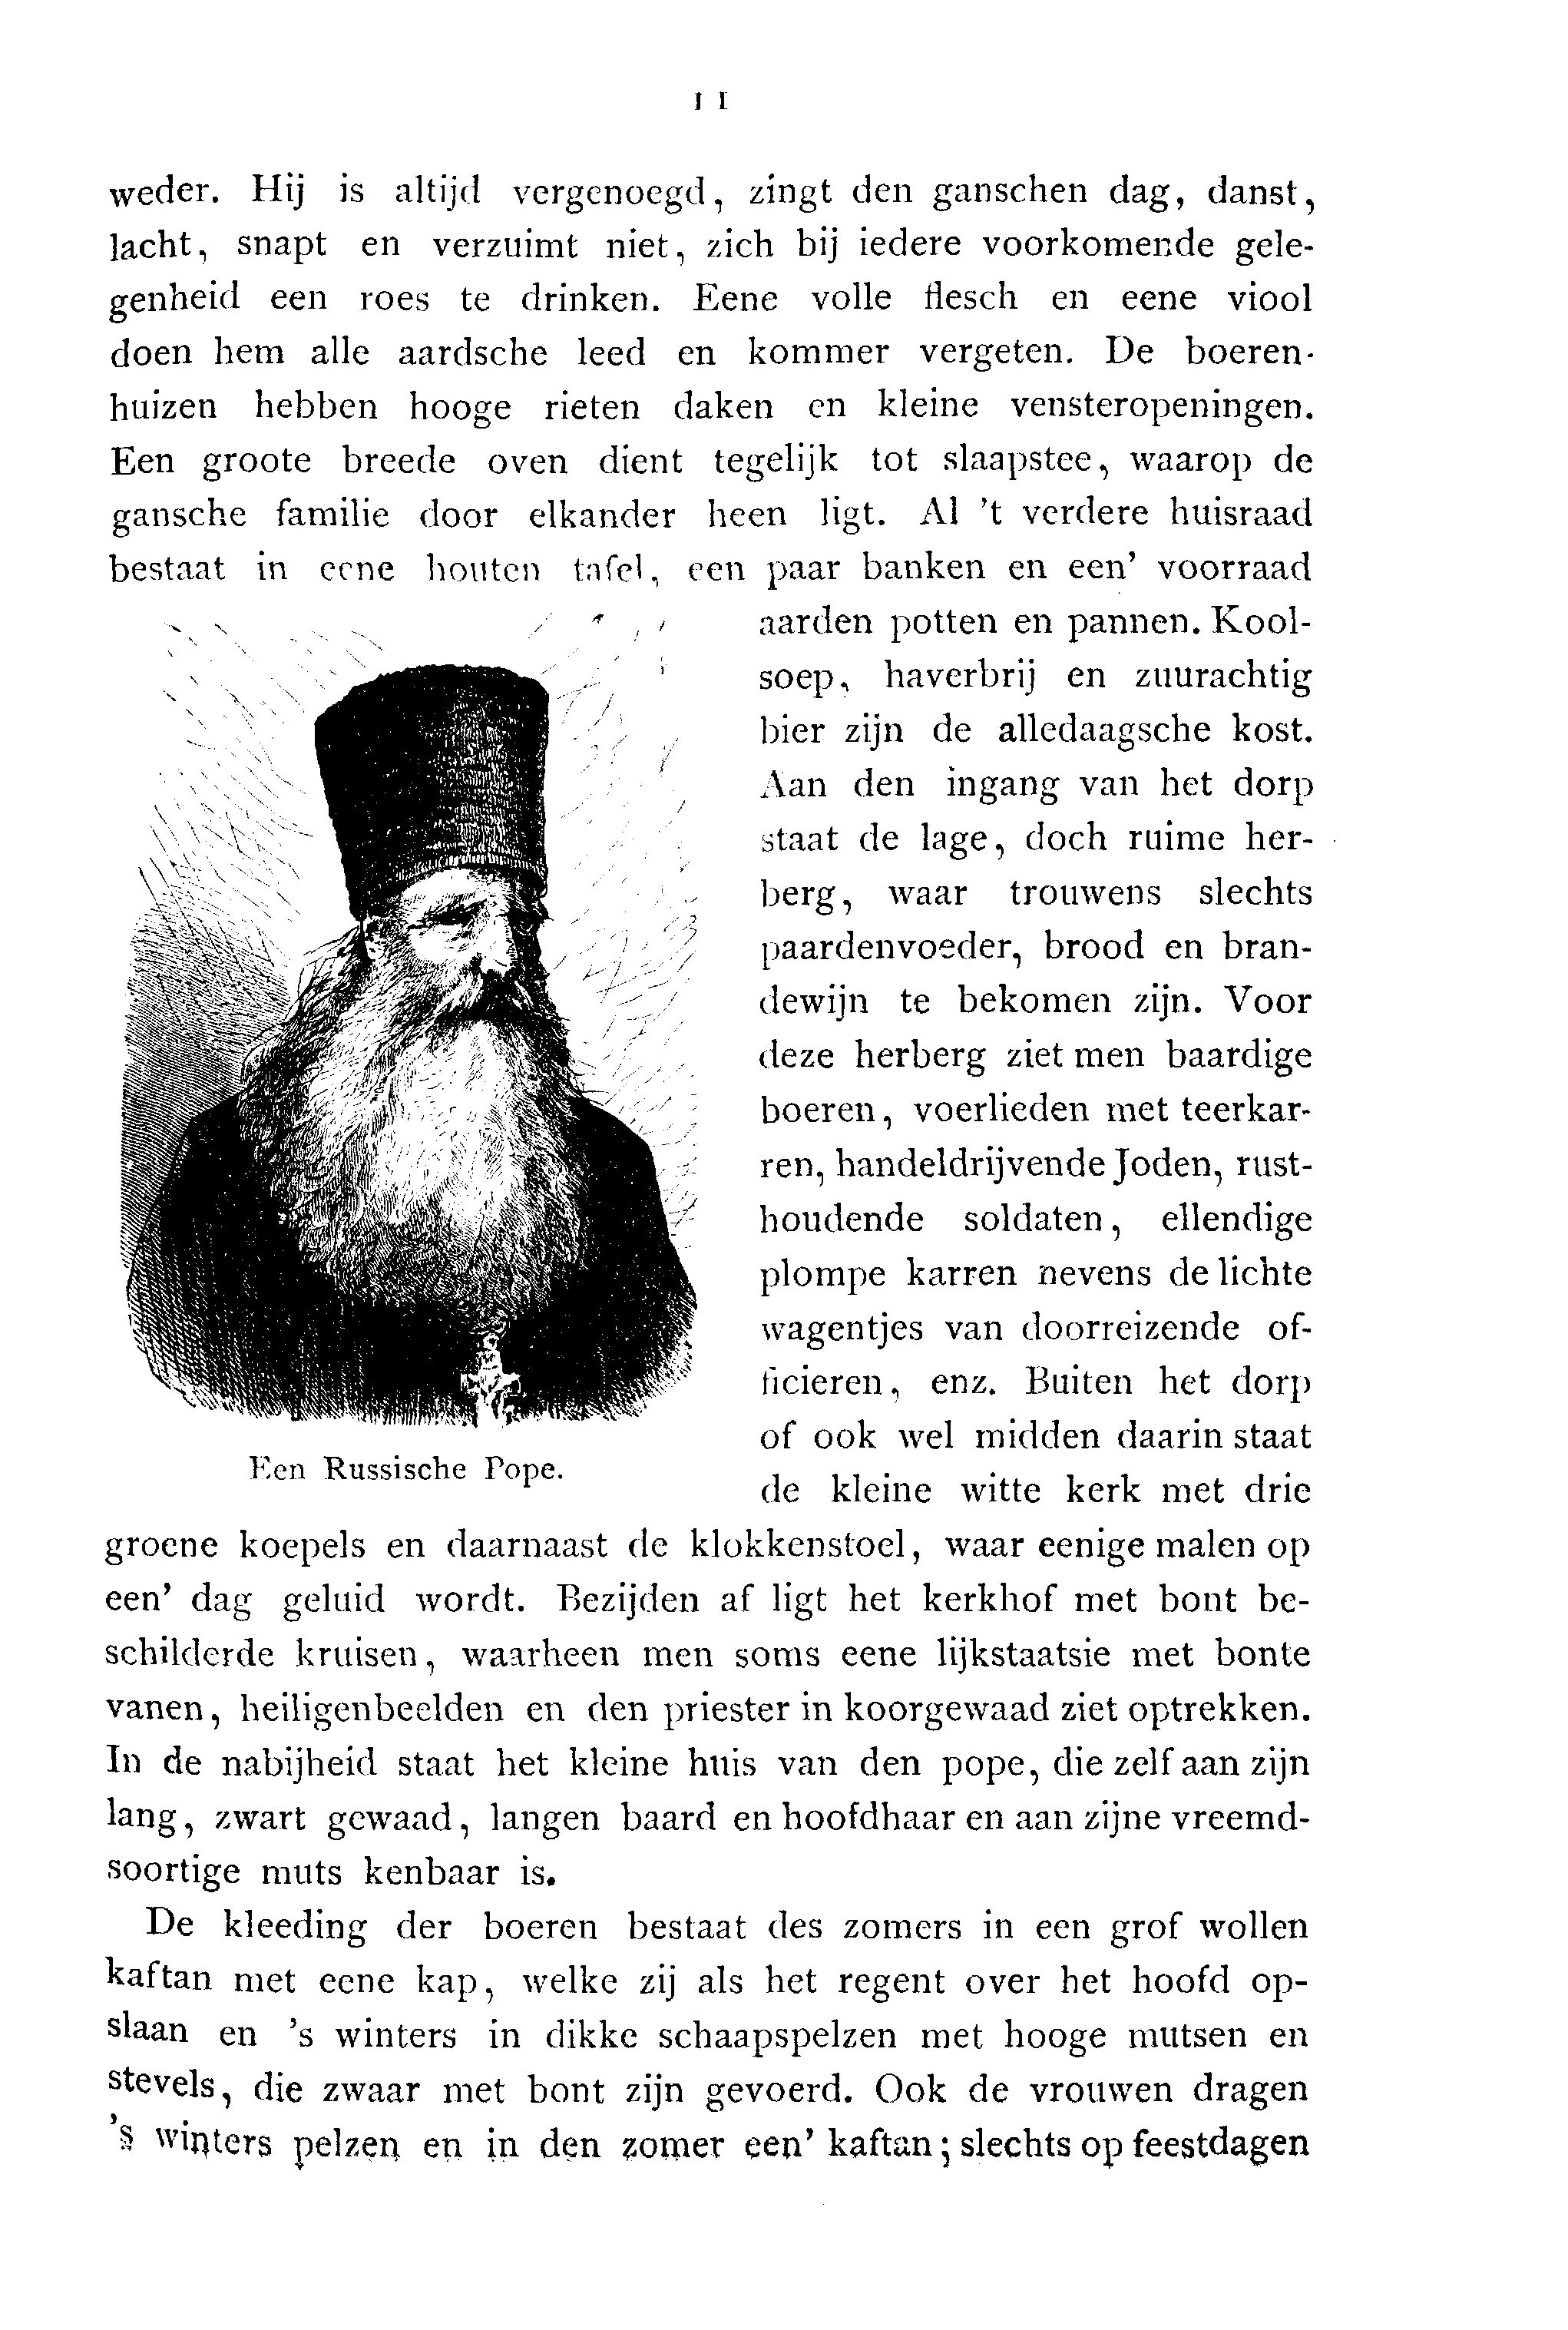 11
weder. Hij is altijd vergenoegd, zingt den ganschen dag, danst,
lacht, snapt en verzuimt niet, zich bij iedere voorkomende gele-
genheid een roes te drinken. Eene volle flesch en eene viool
doen hem alle aardsche leed en kommer vergeten. De boeren-
huizen hebben hooge rieten daken en kleine vensteropeningen.
Een groote breede oven dient tegelijk tot slaapstee, waarop de
gansche familie door elkander heen ligt. Al 't verdere huisraad
bestaat in eene houten tafel, een paar banken en een' voorraad
aarden potten en pannen. Kool-
soep, haverbrij en zuurachtig
bier zijn de alledaagsche kost.
Aan den ingang van het dorp
staat de lage, doch ruime her-
berg, waar trouwens slechts
paardenvoeder, brood en bran-
dewijn te bekomen zijn. Voor
deze herberg ziet men baardige
boeren, voerlieden met teerkar-
ren, handeldrijvende Joden, rust-
houdende soldaten, ellendige
plompe karren nevens de lichte
wagentjes van doorreizende of-
ficieren, enz. Buiten het dorp
of ook wel midden daarin staat
de kleine witte kerk met drie
Een Russische Pope.
groene koepels en daarnaast de klokkenstoel, waar eenige malen op
een' dag geluid wordt. Bezijden af ligt het kerkhof met bont be-
schilderde kruisen, waarheen men soms eene lijkstaatsie met bonte
vanen, heiligenbeelden en den priester in koorgewaad ziet optrekken.
In de nabijheid staat het kleine huis van den pope, die zelf aan zijn
lang, zwart gewaad, langen baard en hoofdhaar en aan zijne vreemd-
soortige muts kenbaar is.
De kleeding der boeren bestaat des zomers in een grof wollen
kaftan met eene kap, welke zij als het regent over het hoofd op-
slaan en 's winters in dikke schaapspelzen met hooge mutsen en
stevels, die zwaar met bont zijn gevoerd. Ook de vrouwen dragen
's winters pelzen en in den zomer een' kaftan; slechts op feestdagen